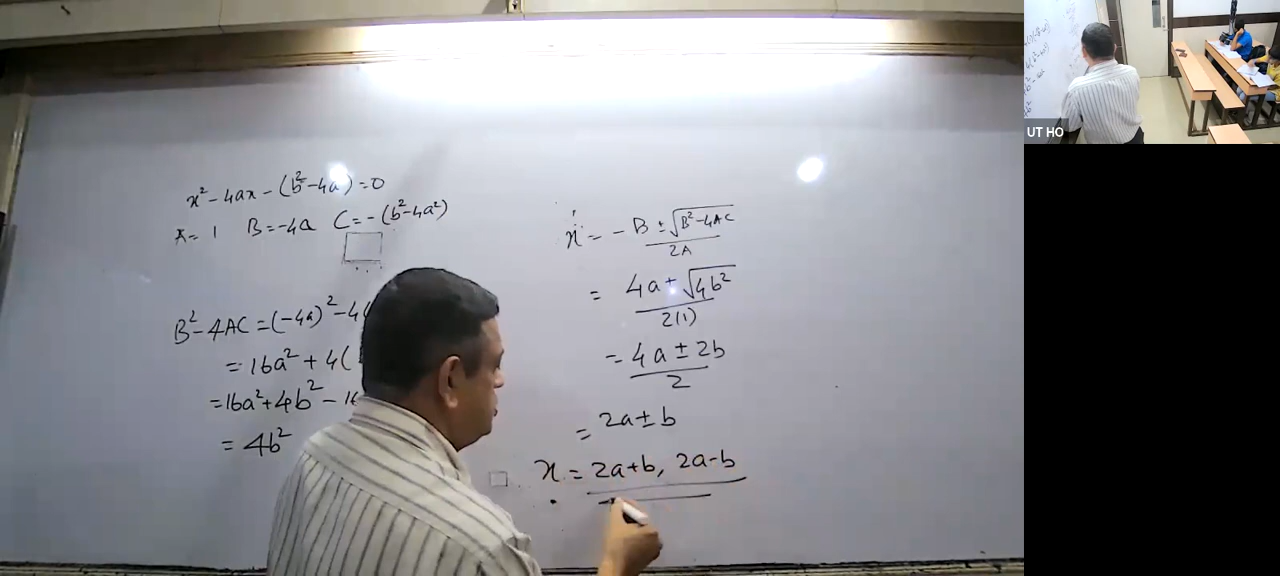 x² - 4ax - (b² - 4a ) = 0
A = 1 B = -4a C = -(b² - 4a²)
B² - 4AC = (-4a)² - 4(
= 16a² + 4(
= 16a² + 4b² - 16
= 4b²
x = -B ± √B² - 4AC / 2A
= 4a ± √4b² / 2(1)
= 4a ± 2b / 2
= 2a ± b
x = 2a+b, 2a-b
UT HO